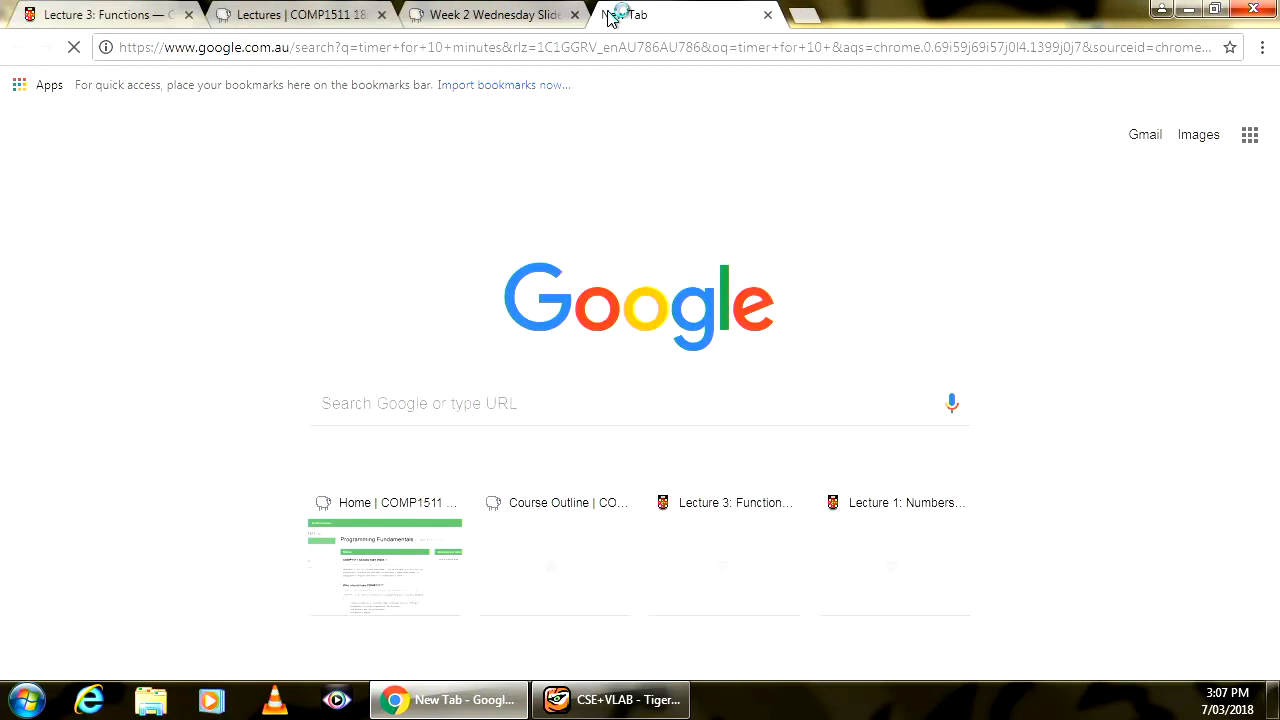 Lecture 3: Functions — C
Lectures | COMP1511 18
Week 2 Wednesday
New Tab
https://www.google.com.au/search?q=timer+for+10+minutes&rlz=1C1GGRV_enAU786AU786&oq=timer+for+10+&aqs=chrome.0.69i59j69i57j0l4.1399j0j7&sourceid=chrome...
Apps For quick access, place your bookmarks here on the bookmarks bar. Import bookmarks now...
Gmail Images
Google
Search Google or type URL
Home | COMP1511 ...
Course Outline | CO...
Lecture 3: Function...
Lecture 1: Numbers...
Programming Fundamentals
New Tab - Googl...
CSE+VLAB - Tiger...
3:07 PM
7/03/2018